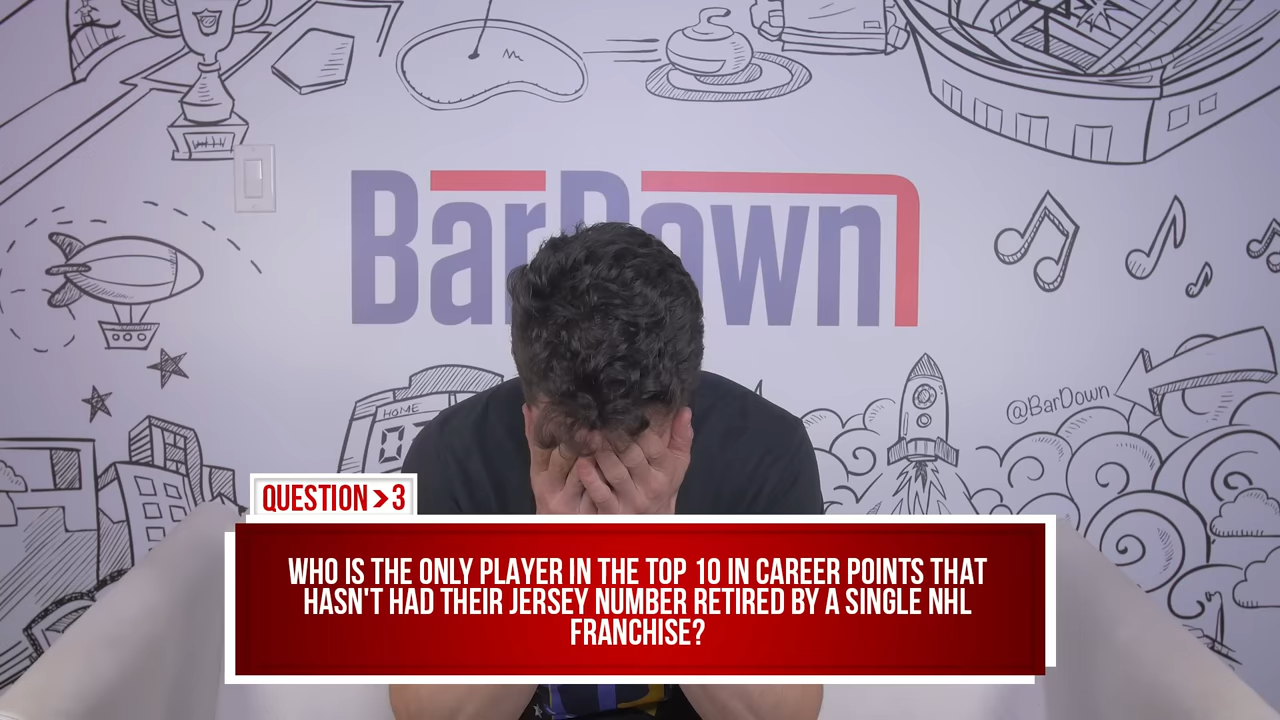 BarDown
HOME
@BarDown
QUESTION > 3
WHO IS THE ONLY PLAYER IN THE TOP 10 IN CAREER POINTS THAT
HASN'T HAD THEIR JERSEY NUMBER RETIRED BY A SINGLE NHL
FRANCHISE?